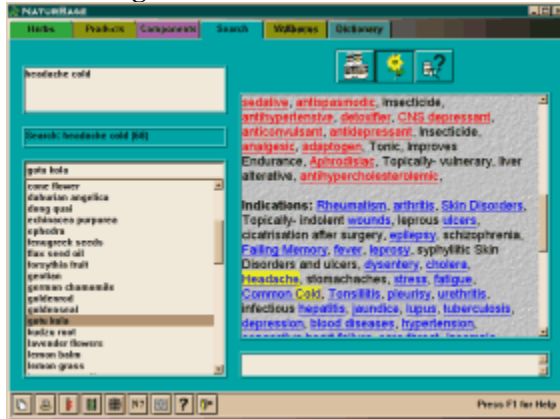 NATURBASE
Herbs Products Components Search Wellness Dictionary
headache cold
Search: headache cold (60)
gotu kola
cone flower
dahurian angelica
dong quai
echinacea purpurea
ephedra
fenugreek seeds
flax seed oil
forsythia fruit
gentian
german chamomile
goldenrod
goldenseal
gotu kola
kudzu root
lavender flowers
lemon balm
lemon grass
sedative, antispasmodic, Insecticide,
antihypertensive, detoxifier, CNS depressant,
anticonvulsant, antidepressant, Insecticide,
analgesic, adaptogen, Tonic, Improves
Endurance, Aphrodisiac, Topically- vulnerary, liver
alterative, antihypercholesterolemic,
Indications: Rheumatism, arthritis, Skin Disorders,
Topically- indolent wounds, leprous ulcers,
cicatrisation after surgery, epilepsy, schizophrenia,
Failing Memory, fever, leprosy, syphylitic Skin
Disorders and ulcers, dysentery, cholera,
Headache, stomachaches, stress, fatigue,
Common Cold, Tonsillitis, pleurisy, urethritis,
infectious hepatitis, jaundice, lupus, tuberculosis,
depression, blood diseases, hypertension,
Press F1 for Help